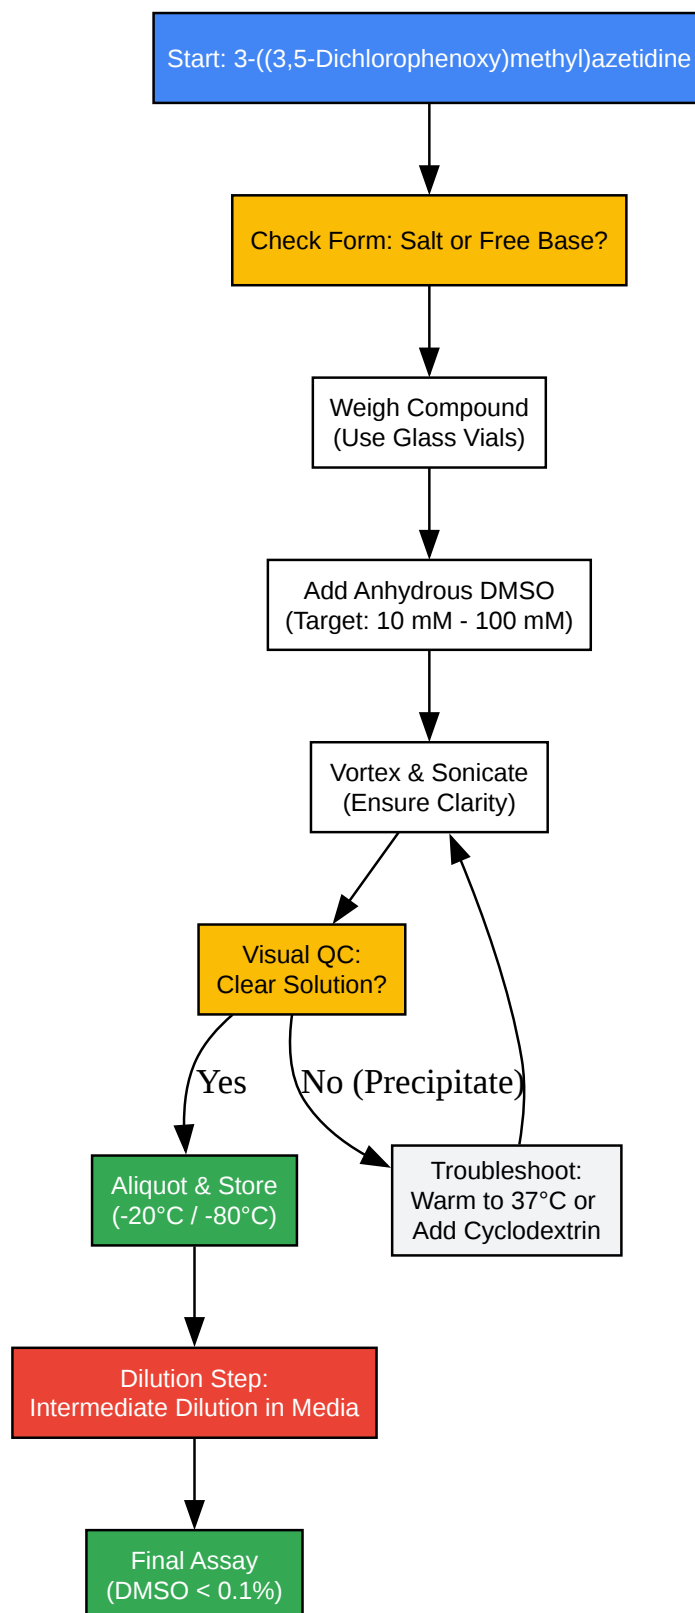 Start: 3-((3,5-Dichlorophenoxy)methyl)azetidine
Check Form: Salt or Free Base?
Weigh Compound
(Use Glass Vials)
Add Anhydrous DMSO
(Target: 10 mM - 100 mM)
Vortex & Sonicate
(Ensure Clarity)
Visual QC:
Clear Solution?
Yes
No (Precipitate)
Troubleshoot:
Warm to 37°C or
Add Cyclodextrin
Aliquot & Store
(-20°C / -80°C)
Dilution Step:
Intermediate Dilution in Media
Final Assay
(DMSO < 0.1%)